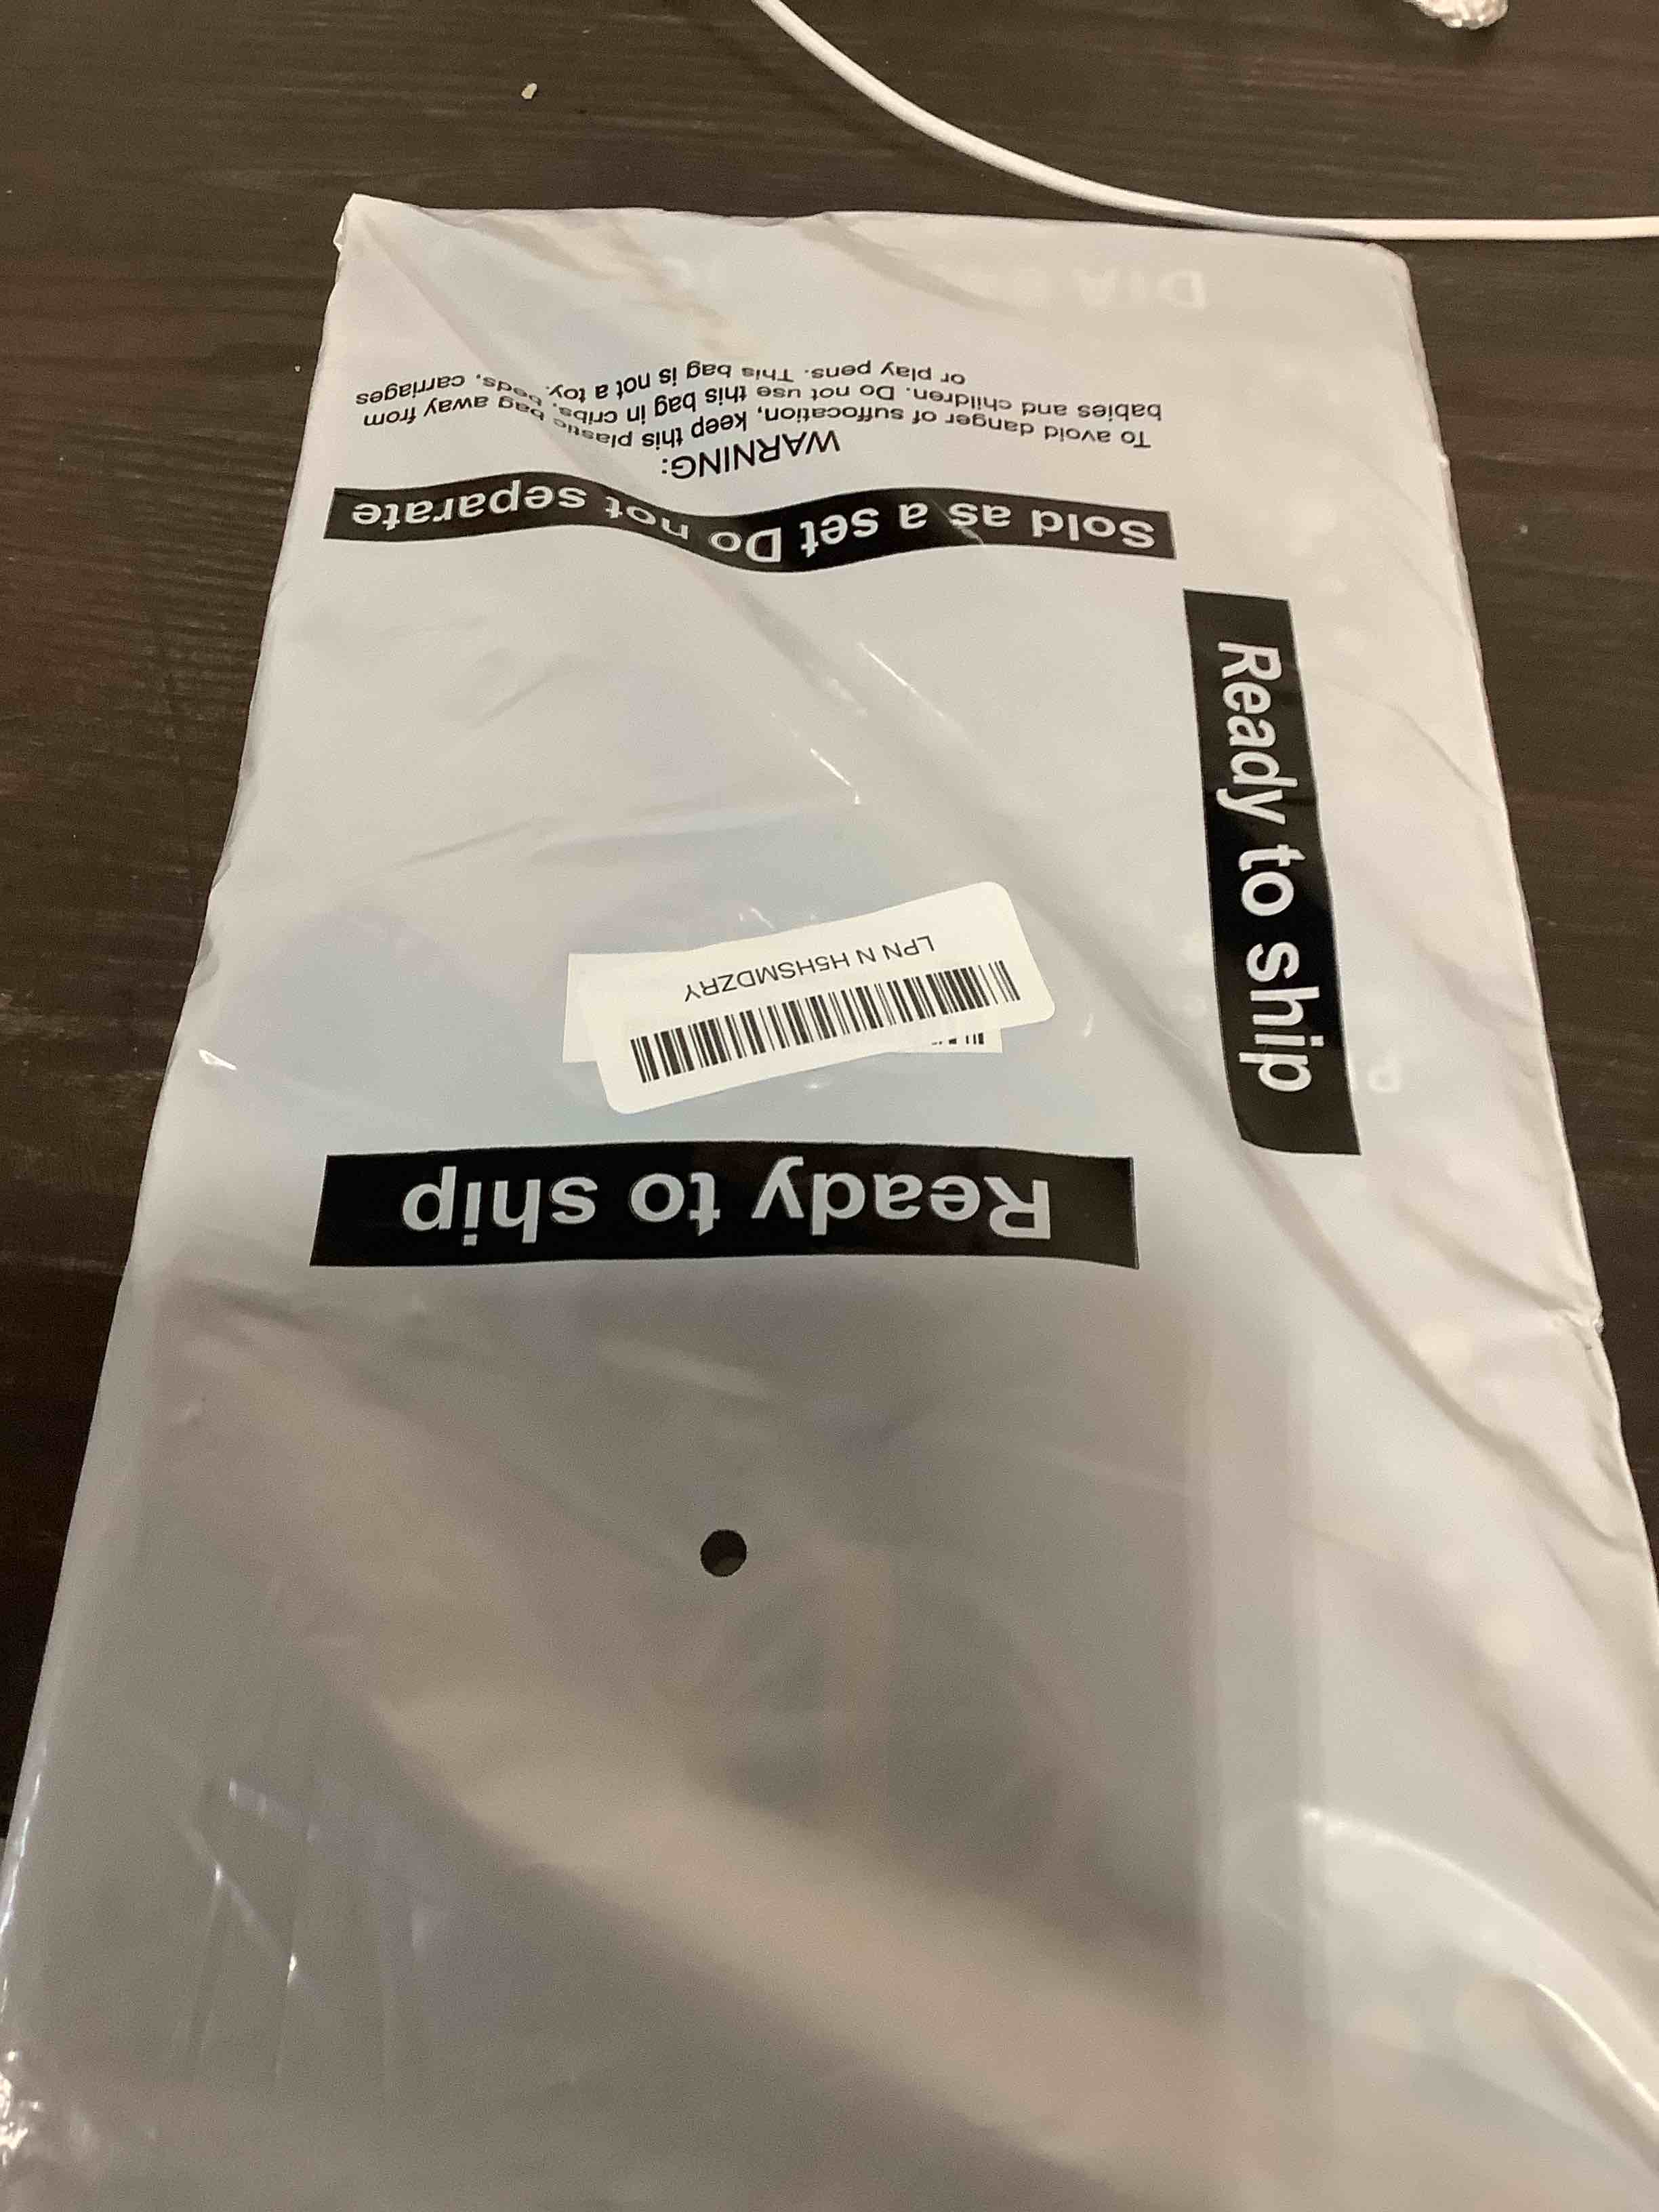 Ready to ship
LPN N H5HSMDZRY
Ready to ship
Sold as a set Do not separate
WARNING:
To avoid danger of suffocation, keep this plastic bag away from
babies and children. Do not use this bag in cribs, beds, carriages
or play pens. This bag is not a toy.